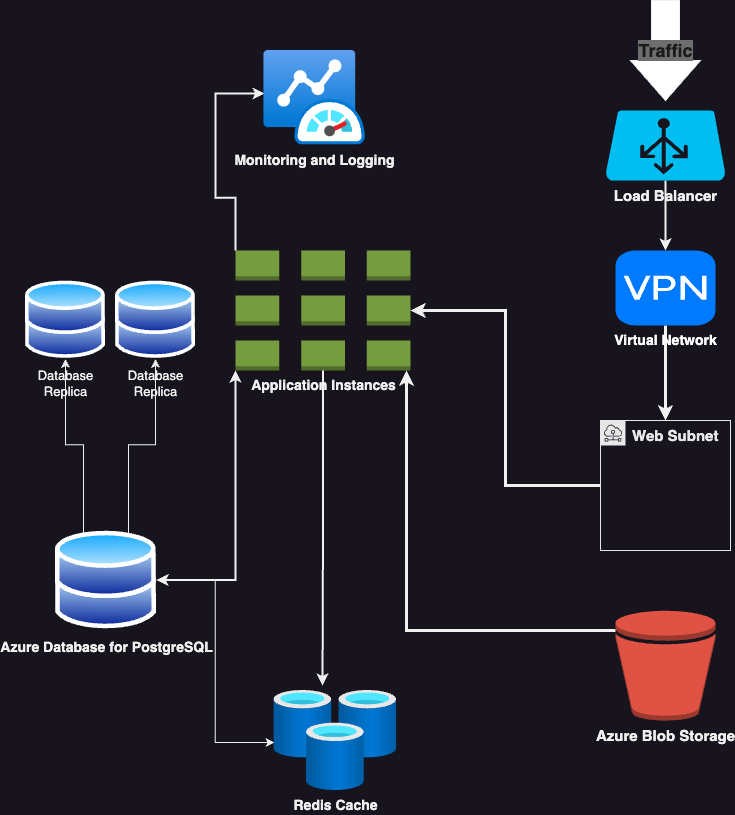 Traffic
Monitoring and Logging
Load Balancer
VPN
Virtual Network
Database
Replica
Database
Replica
Application Instances
Web Subnet
Azure Database for PostgreSQL
Azure Blob Storage
Redis Cache